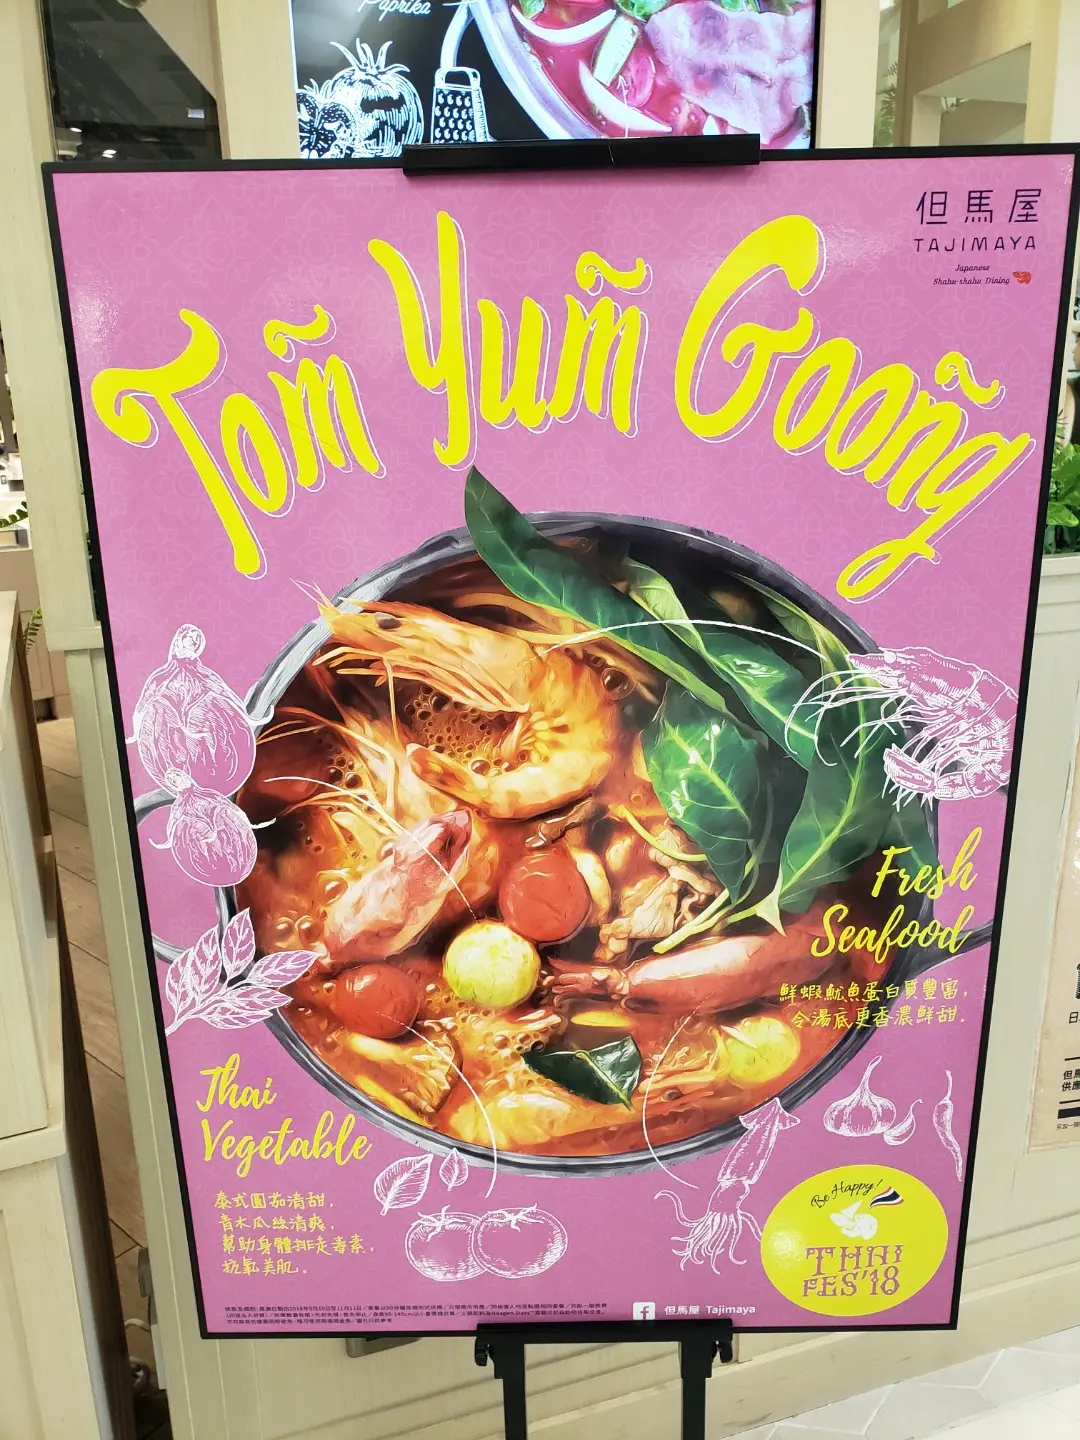 Paprika
但馬屋
TAJIMAYA
Japanese
Shabu-shabu Dining
Tom Yum Goong
Fresh
Seafood
鮮蝦魷魚蛋白質豐富，
令湯底更香濃鮮甜。
Thai
Vegetable
泰式圓茄清甜，
青木瓜絲清爽，
幫助身體排走毒素，
抗氧美肌。
Be Happy!
THAI
FES'18
但馬屋 Tajimaya